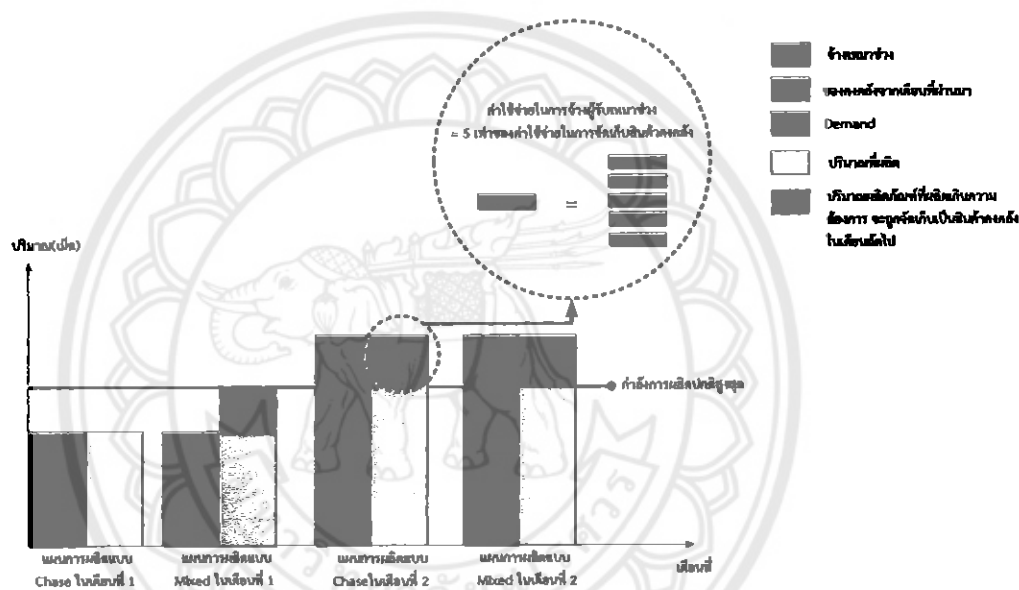 จ้างเหมาช่วง
ของคงคลังจากเดือนที่ผ่านมา
Demand
ปริมาณที่ผลิต
ปริมาณผลิตภัณฑ์ที่ผลิตเกินความ
ต้องการ จะถูกจัดเก็บเป็นสินค้าคงคลัง
ในเดือนถัดไป
ค่าใช้จ่ายในการจ้างผู้รับเหมาช่วง
= 5 เท่าของค่าใช้จ่ายในการจัดเก็บสินค้าคงคลัง
=
ปริมาณ(เม็ด)
กำลังการผลิตปกติสูงสุด
แผนการผลิตแบบ
Chase ในเดือนที่ 1
แผนการผลิตแบบ
Mixed ในเดือนที่ 1
แผนการผลิตแบบ
Chaseในเดือนที่ 2
แผนการผลิตแบบ
Mixed ในเดือนที่ 2
เดือนที่